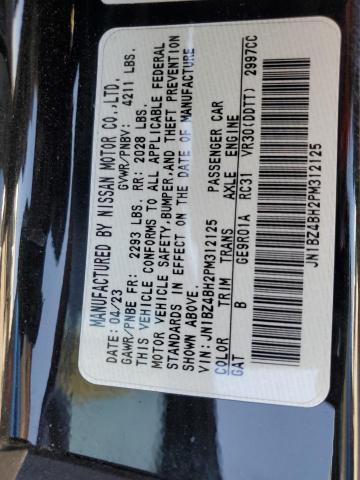 MANUFACTURED BY NISSAN MOTOR CO.,LTD.
DATE: 04/23 GVWR/PNBV: 4211 LBS.
GAWR/PNBE FR: 2293 LBS. RR: 2028 LBS.
THIS VEHICLE CONFORMS TO ALL APPLICABLE FEDERAL
MOTOR VEHICLE SAFETY,BUMPER,AND THEFT PREVENTION
STANDARDS IN EFFECT ON THE DATE OF MANUFACTURE
SHOWN ABOVE.
VIN: JN1BZ4BH2PM312125 PASSENGER CAR
COLOR TRIM TRANS AXLE ENGINE
GAT B GE9R01A RC31 VR30(DDTT) 2997CC
JN1BZ4BH2PM312125